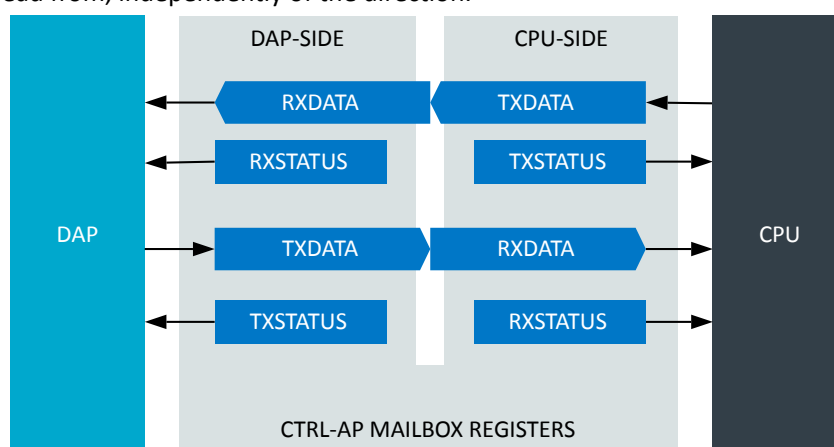 ead from, independently of the direction.
DAP-SIDE CPU-SIDE
RXDATA TXDATA
RXSTATUS TXSTATUS
DAP TXDATA RXDATA CPU
TXSTATUS RXSTATUS
CTRL-AP MAILBOX REGISTERS